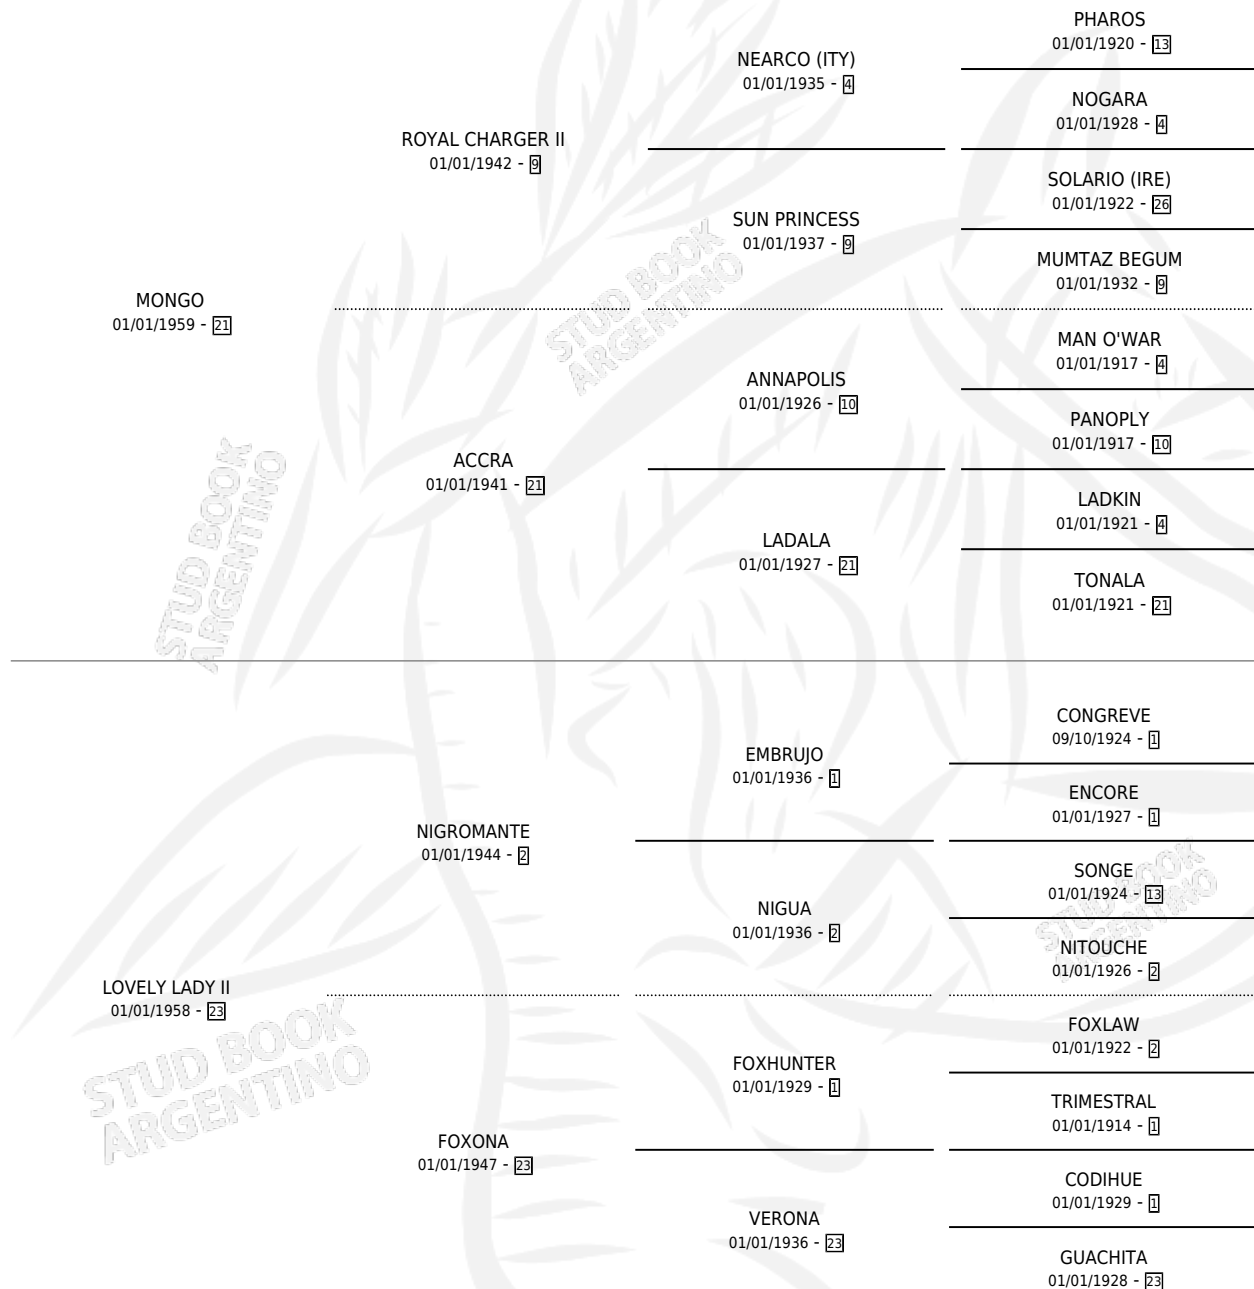 PHAROS
01/01/1920 - 13
NEARCO (ITY)
01/01/1935 - 4
NOGARA
01/01/1928 - 4
ROYAL CHARGER II
01/01/1942 - 9
SOLARIO (IRE)
01/01/1922 - 26
SUN PRINCESS
01/01/1937 - 9
MUMTAZ BEGUM
01/01/1932 - 9
MONGO
01/01/1959 - 21
MAN O'WAR
01/01/1917 - 4
ANNAPOLIS
01/01/1926 - 10
PANOPLY
01/01/1917 - 10
ACCRA
01/01/1941 - 21
LADKIN
01/01/1921 - 4
LADALA
01/01/1927 - 21
TONALA
01/01/1921 - 21
CONGREVE
09/10/1924 - 1
EMBRUJO
01/01/1936 - 1
ENCORE
01/01/1927 - 1
NIGROMANTE
01/01/1944 - 2
SONGE
01/01/1924 - 13
NIGUA
01/01/1936 - 2
NITOUCHE
01/01/1926 - 2
LOVELY LADY II
01/01/1958 - 23
FOXLAW
01/01/1922 - 2
FOXHUNTER
01/01/1929 - 1
TRIMESTRAL
01/01/1914 - 1
FOXONA
01/01/1947 - 23
CODIHUE
01/01/1929 - 1
VERONA
01/01/1936 - 23
GUACHITA
01/01/1928 - 23
STUD BOOK
ARGENTINO
STUD BOOK
ARGENTINO
STUD BOOK
ARGENTINO
STUD BOOK
ARGENTINO